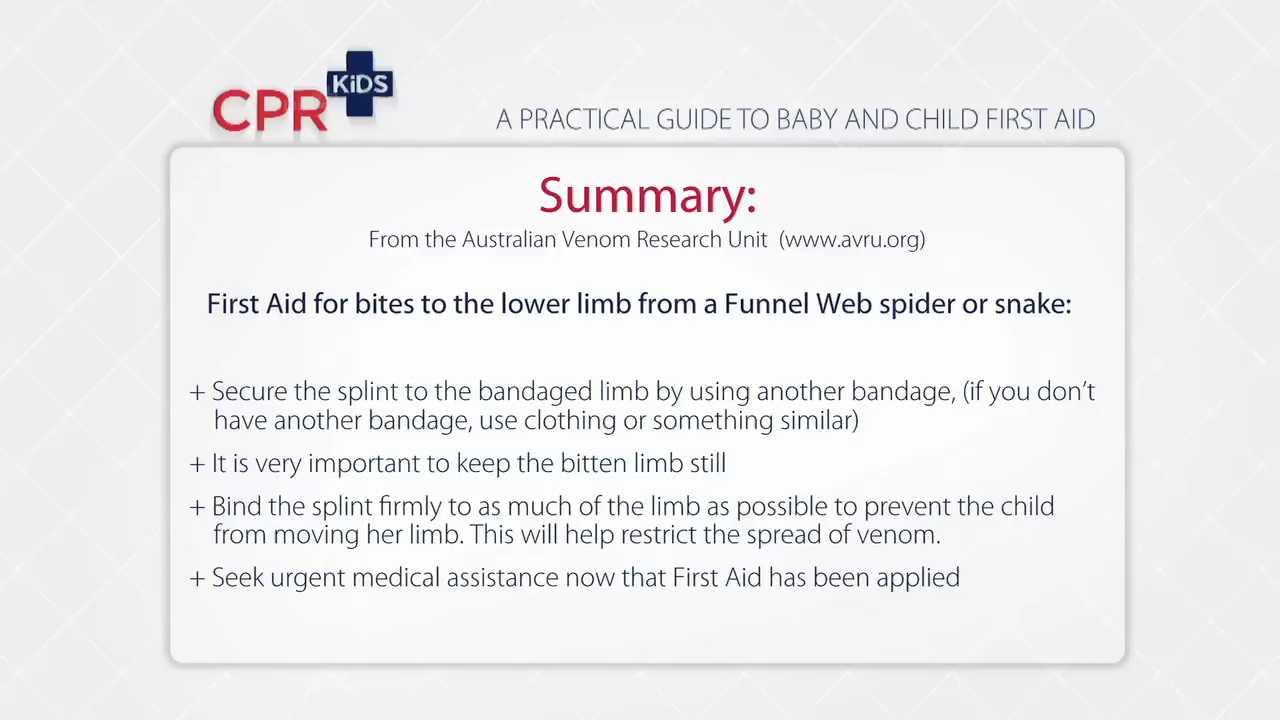 CPR KiDS
A PRACTICAL GUIDE TO BABY AND CHILD FIRST AID
Summary:
From the Australian Venom Research Unit (www.avru.org)
First Aid for bites to the lower limb from a Funnel Web spider or snake:
+ Secure the splint to the bandaged limb by using another bandage, (if you don’t
have another bandage, use clothing or something similar)
+ It is very important to keep the bitten limb still
+ Bind the splint firmly to as much of the limb as possible to prevent the child
from moving her limb. This will help restrict the spread of venom.
+ Seek urgent medical assistance now that First Aid has been applied